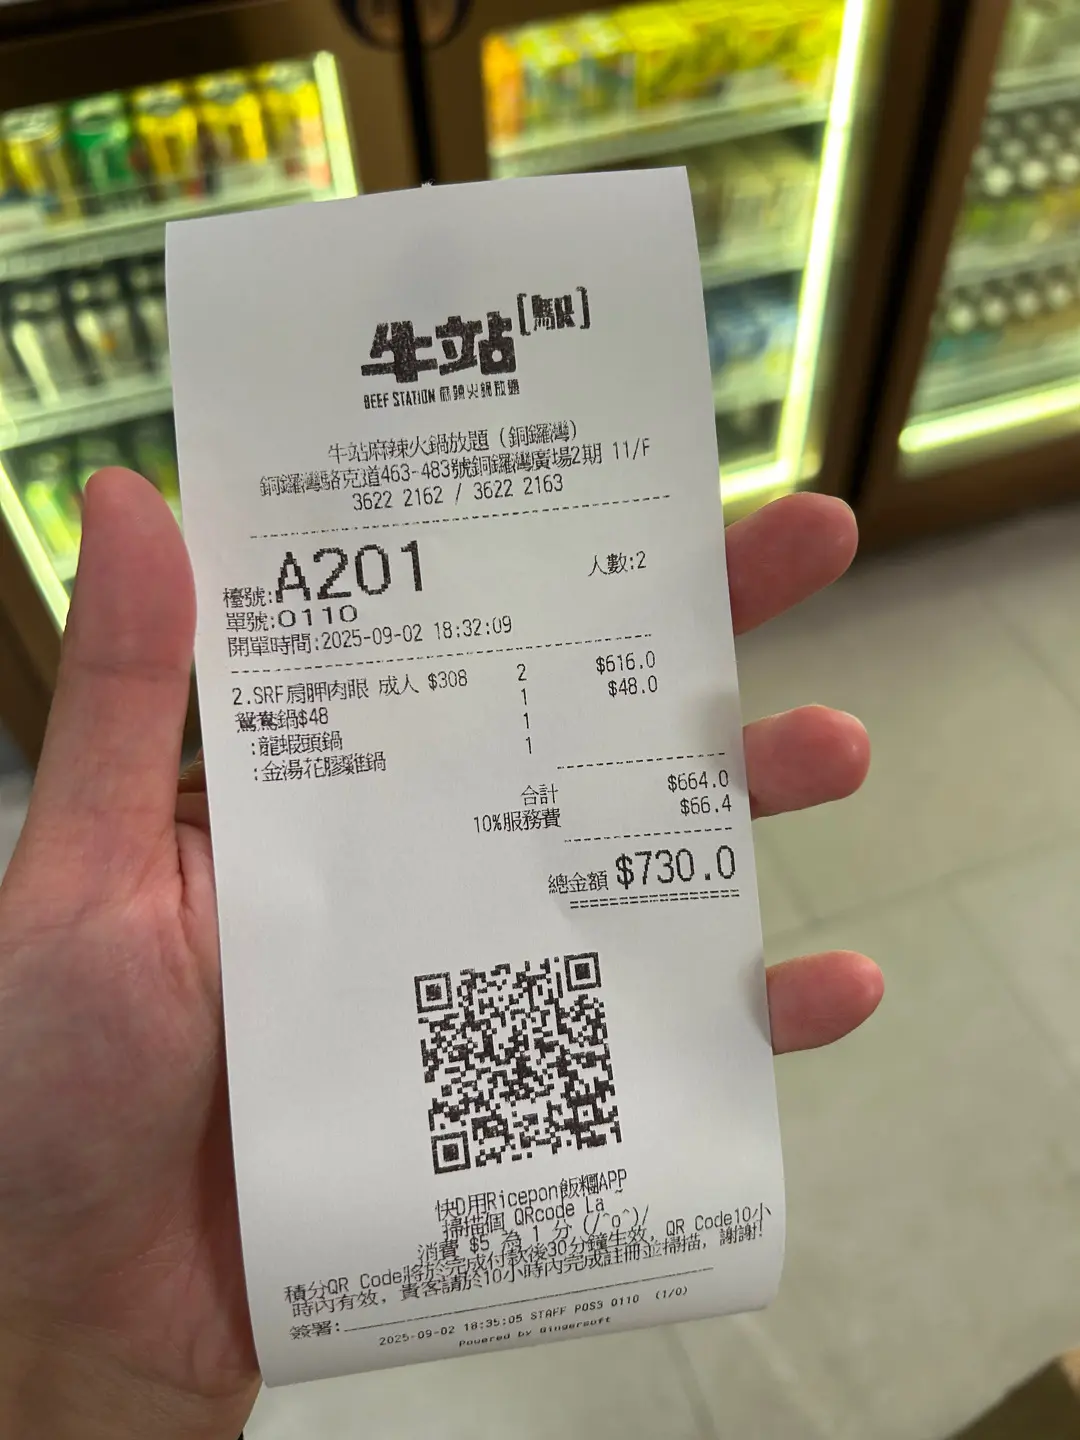 牛站[駅]
BEEF STATION 麻辣火鍋放題
牛站麻辣火鍋放題 (銅鑼灣)
銅鑼灣駱克道463-483號銅鑼灣廣場2期 11/F
3622 2162 / 3622 2163
檯號:A201 人數:2
單號:0110
開單時間:2025-09-02 18:32:09
2.SRF肩胛肉眼 成人 $308 2 $616.0
鴛鴦鍋$48 1 $48.0
:龍蝦頭鍋 1
:金湯花膠雞鍋 1
合計 $664.0
10%服務費 $66.4
總金額 $730.0
快D用Ricepon飯糰APP
掃描個 QRcode La ~
消費 $5 為 1 分 (/^o^)/
積分QR Code將於完成付款後30分鐘生效, QR Code10小
時內有效, 貴客請於10小時內完成註冊並掃描, 謝謝!
簽署:
2025-09-02 18:35:05 STAFF POS3 0110 (1/0)
Powered by Gingersoft